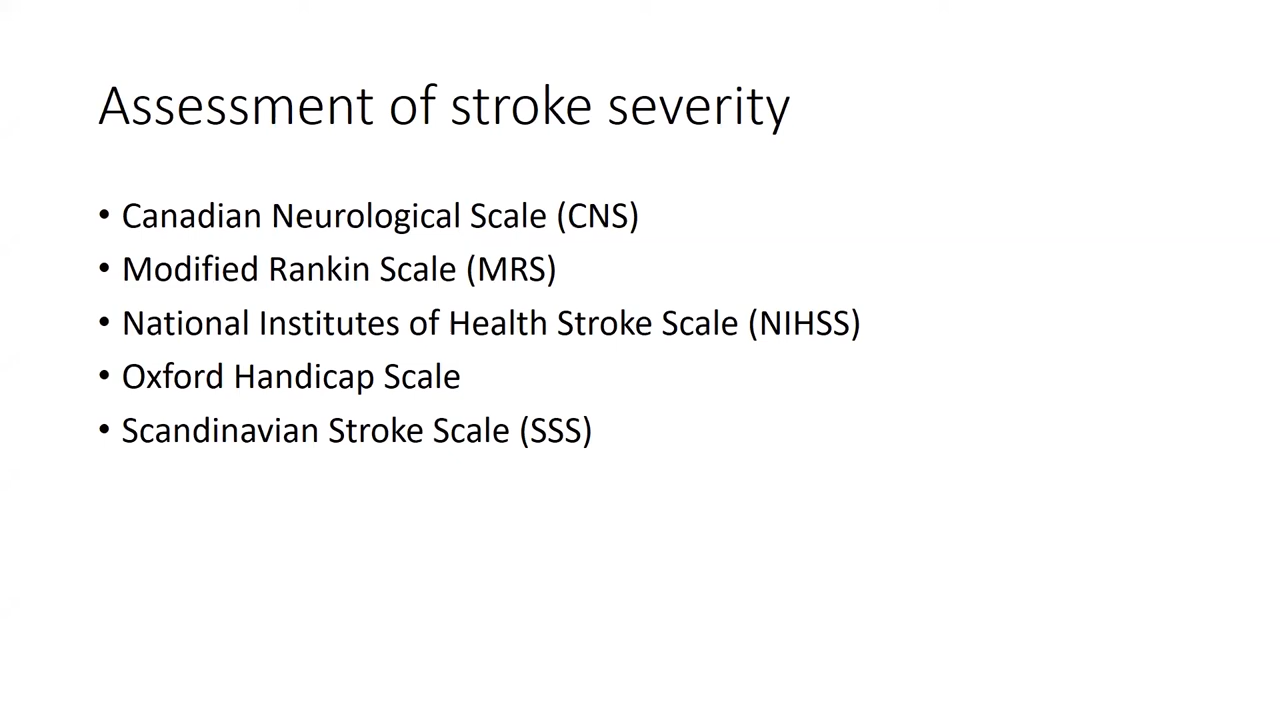 Assessment of stroke severity
• Canadian Neurological Scale (CNS)
• Modified Rankin Scale (MRS)
• National Institutes of Health Stroke Scale (NIHSS)
• Oxford Handicap Scale
• Scandinavian Stroke Scale (SSS)